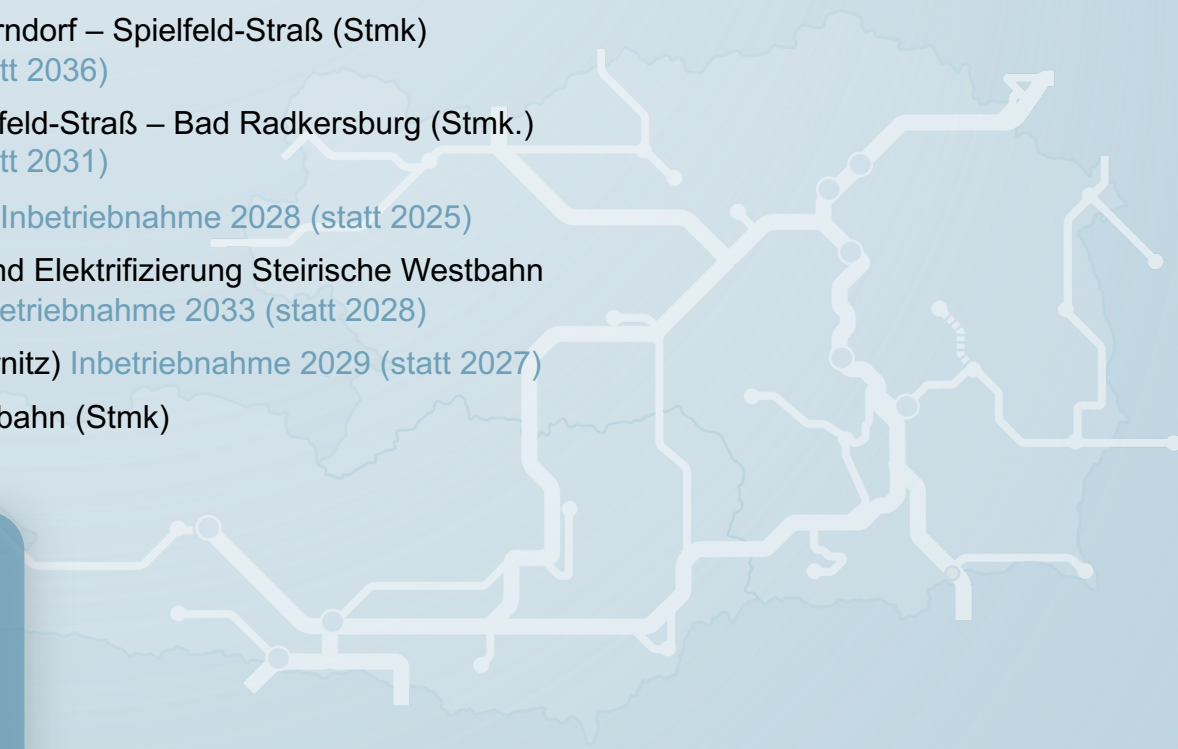 rndorf – Spielfeld-Straß (Stmk)
tt 2036)
feld-Straß – Bad Radkersburg (Stmk.)
tt 2031)
Inbetriebnahme 2028 (statt 2025)
nd Elektrifizierung Steirische Westbahn
etriebnahme 2033 (statt 2028)
nitz) Inbetriebnahme 2029 (statt 2027)
bahn (Stmk)